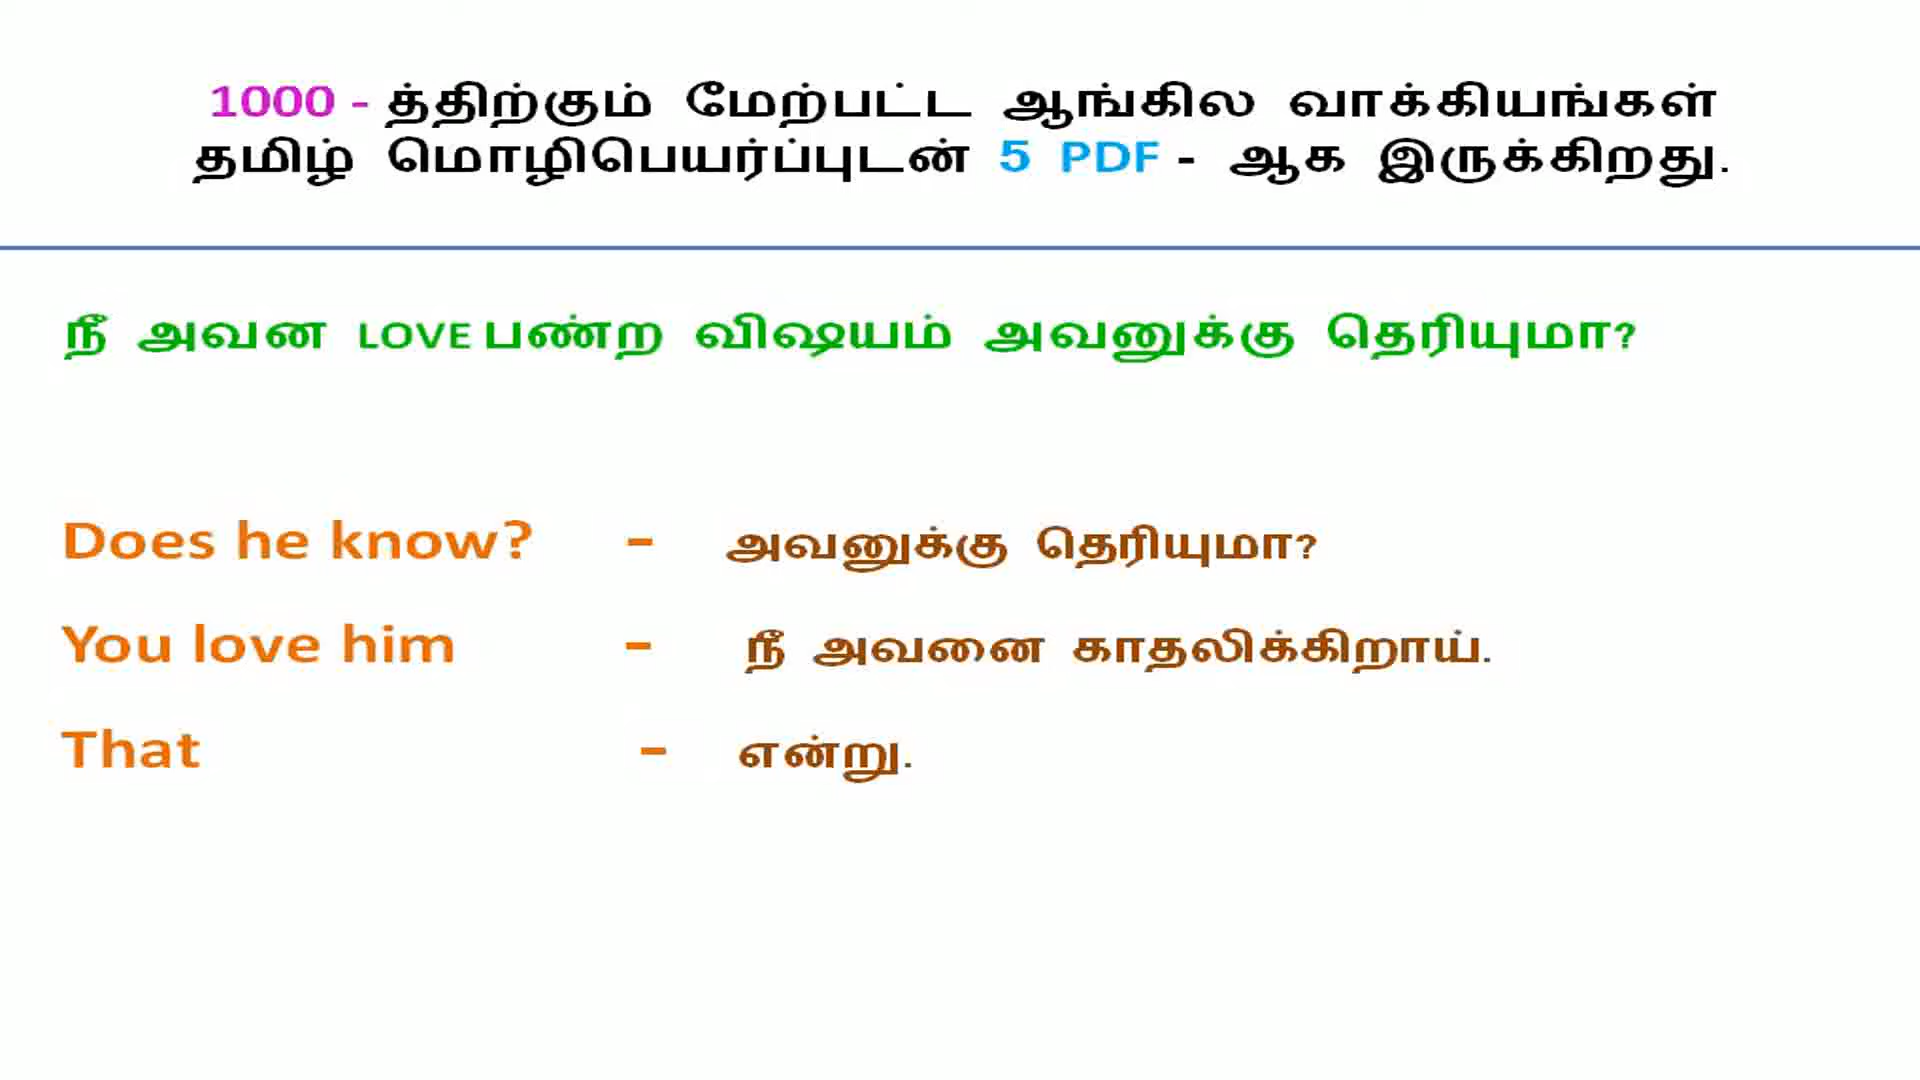 1000 - த்திற்கும் மேற்பட்ட ஆங்கில வாக்கியங்கள்
தமிழ் மொழிபெயர்ப்புடன் 5 PDF - ஆக இருக்கிறது.
நீ அவன LOVE பண்ற விஷயம் அவனுக்கு தெரியுமா?
Does he know? - அவனுக்கு தெரியுமா?
You love him - நீ அவனை காதலிக்கிறாய்.
That - என்று.